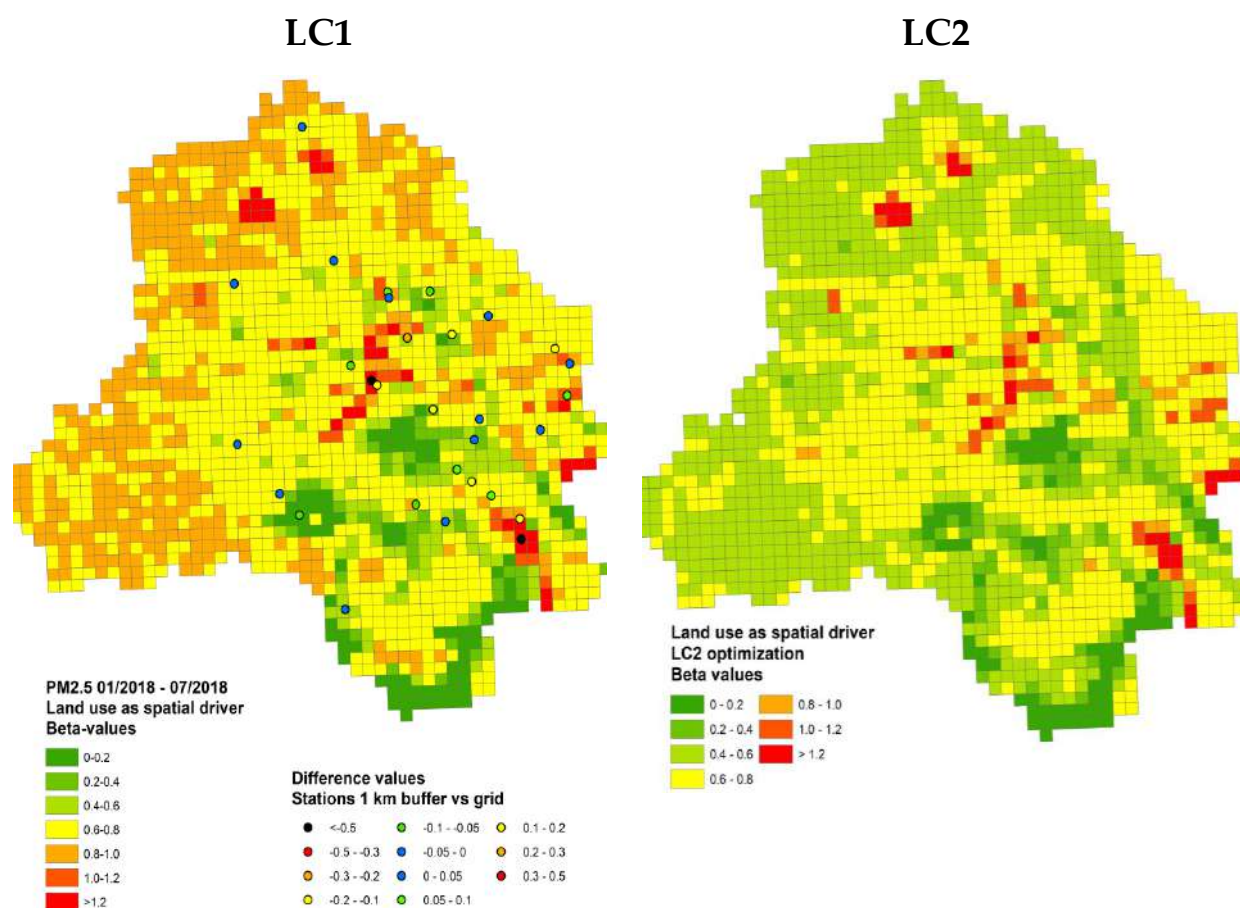 LC1
LC2
PM2.5 01/2018 - 07/2018
Land use as spatial driver
Beta-values
0-0.2
0.2-0.4
0.4-0.6
0.6-0.8
0.8-1.0
1.0-1.2
>1.2
Difference values
Stations 1 km buffer vs grid
<-0.5
-0.5 - -0.3
-0.3 - -0.2
-0.2 - -0.1
-0.1 - -0.05
-0.05 - 0
0 - 0.05
0.05 - 0.1
0.1 - 0.2
0.2 - 0.3
0.3 - 0.5
Land use as spatial driver
LC2 optimization
Beta values
0 - 0.2
0.2 - 0.4
0.4 - 0.6
0.6 - 0.8
0.8 - 1.0
1.0 - 1.2
> 1.2